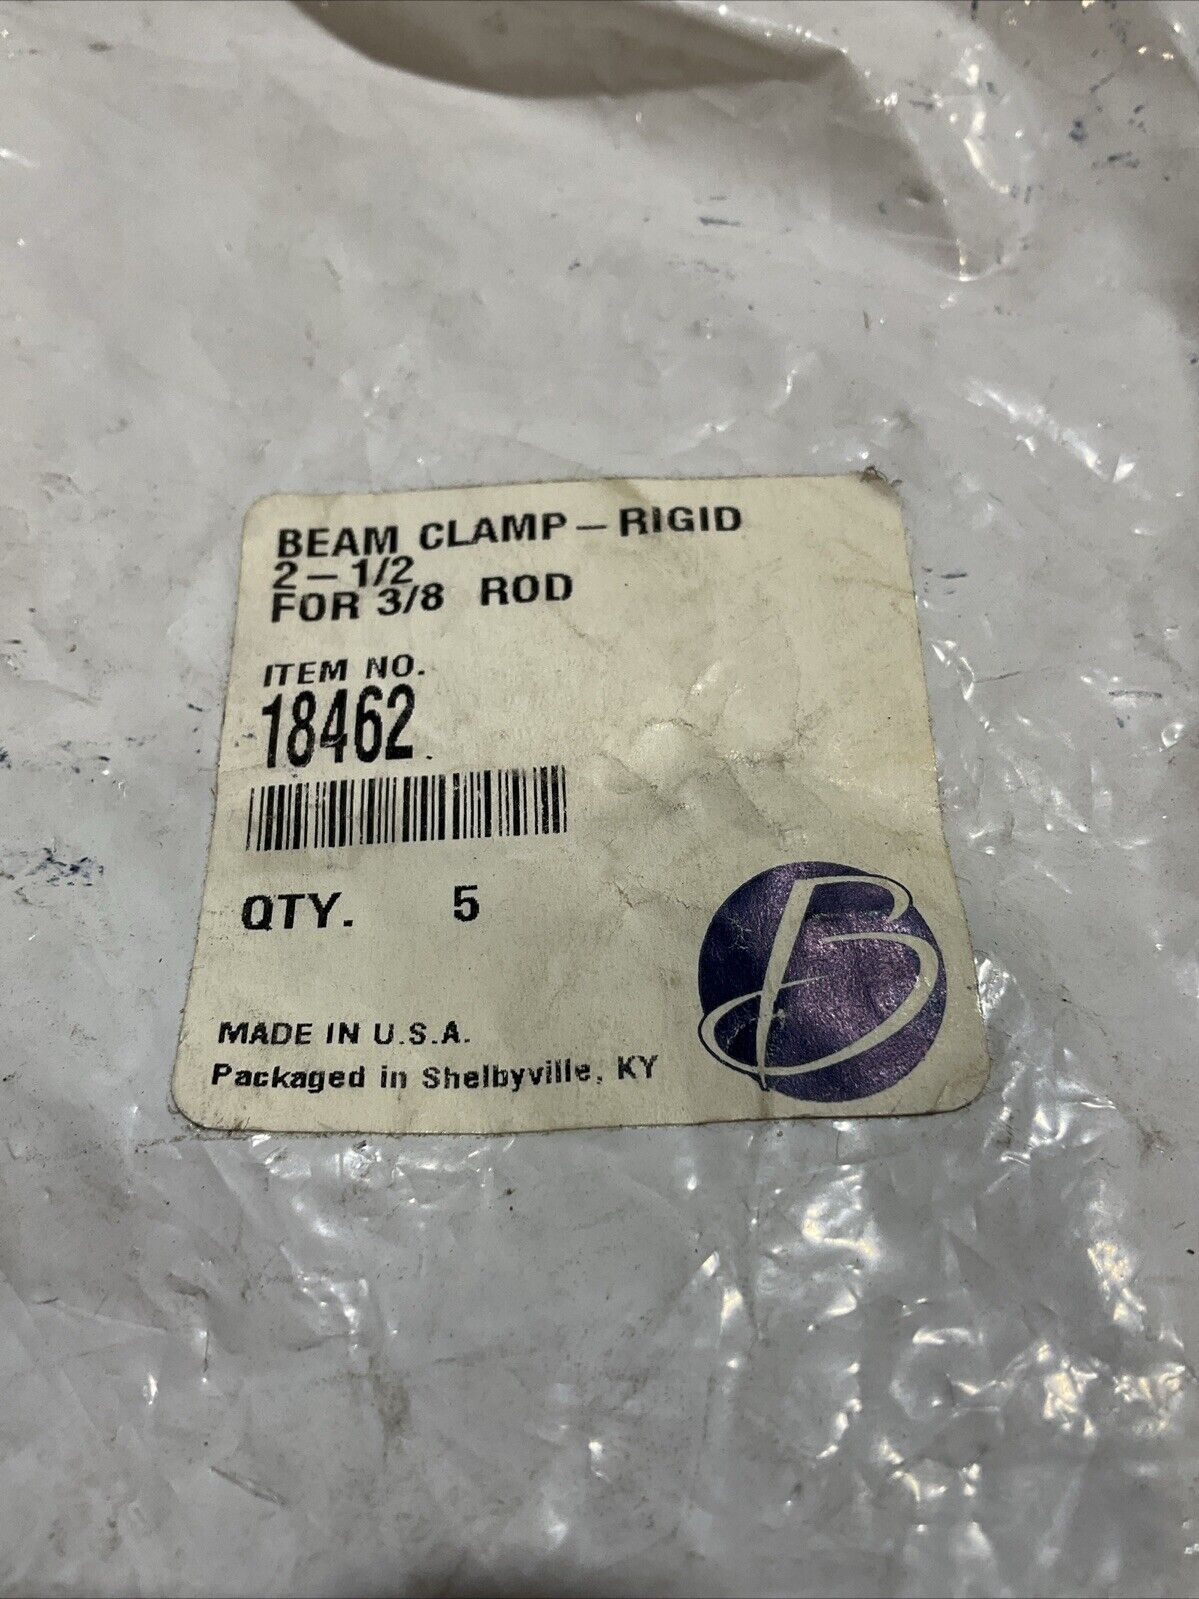 BEAM CLAMP – RIGID
2 – 1/2
FOR 3/8 ROD
ITEM NO.
18462
QTY. 5
MADE IN U.S.A.
Packaged in Shelbyville, KY
B